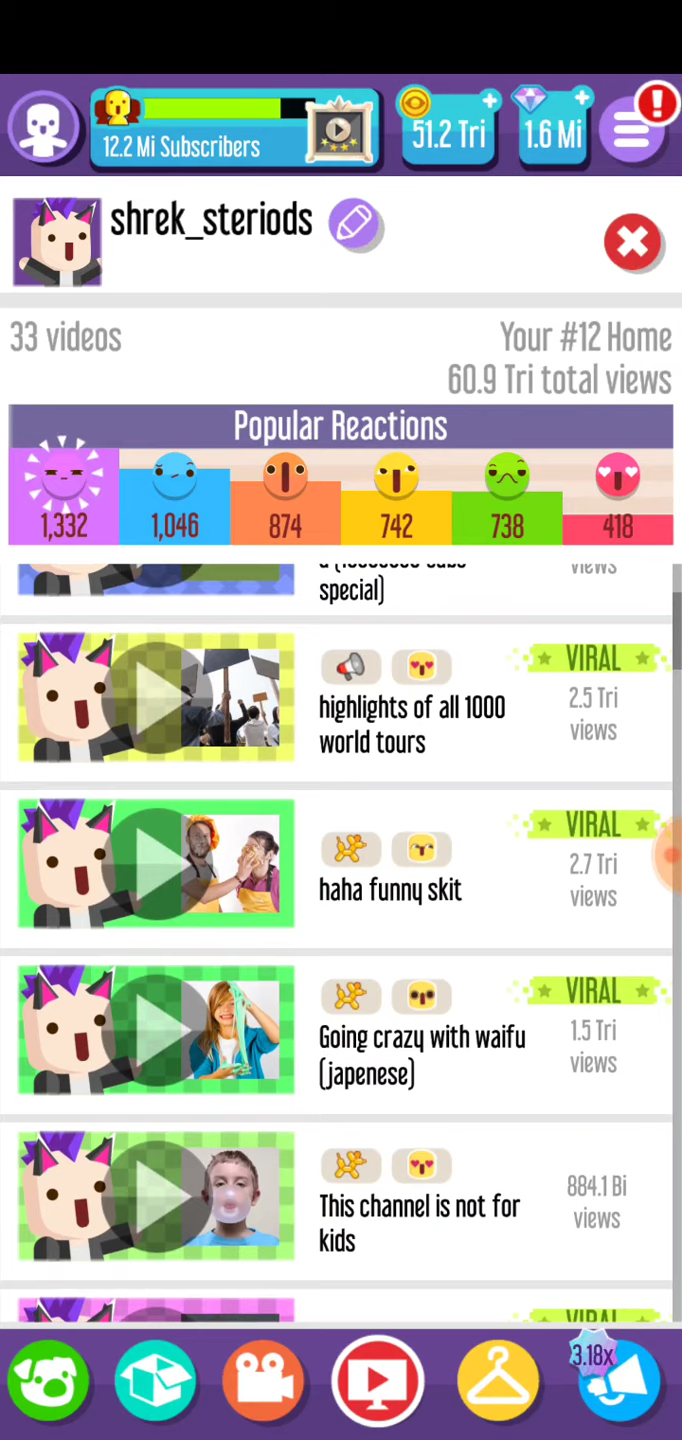 12.2 Mi Subscribers
51.2 Tri
1.6 Mi
shrek_steriods
33 videos
Your #12 Home
60.9 Tri total views
Popular Reactions
1,332
1,046
874
742
738
418
special)
views
VIRAL
highlights of all 1000
world tours
2.5 Tri
views
VIRAL
haha funny skit
2.7 Tri
views
VIRAL
Going crazy with waifu
(japenese)
1.5 Tri
views
This channel is not for
kids
884.1 Bi
views
VIRAL
3.18x